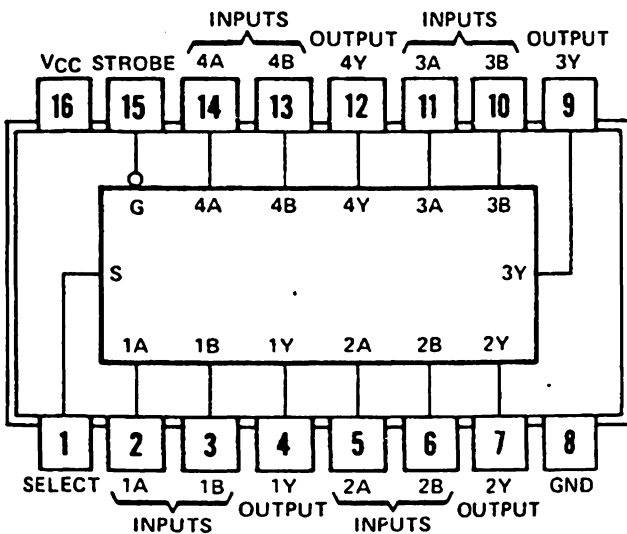 INPUTS INPUTS
OUTPUT OUTPUT
VCC STROBE 4A 4B 4Y 3A 3B 3Y
16 15 14 13 12 11 10 9
G 4A 4B 4Y 3A 3B
S 3Y
1A 1B 1Y 2A 2B 2Y
1 2 3 4 5 6 7 8
SELECT 1A 1B 1Y 2A 2B 2Y GND
OUTPUT OUTPUT
INPUTS INPUTS